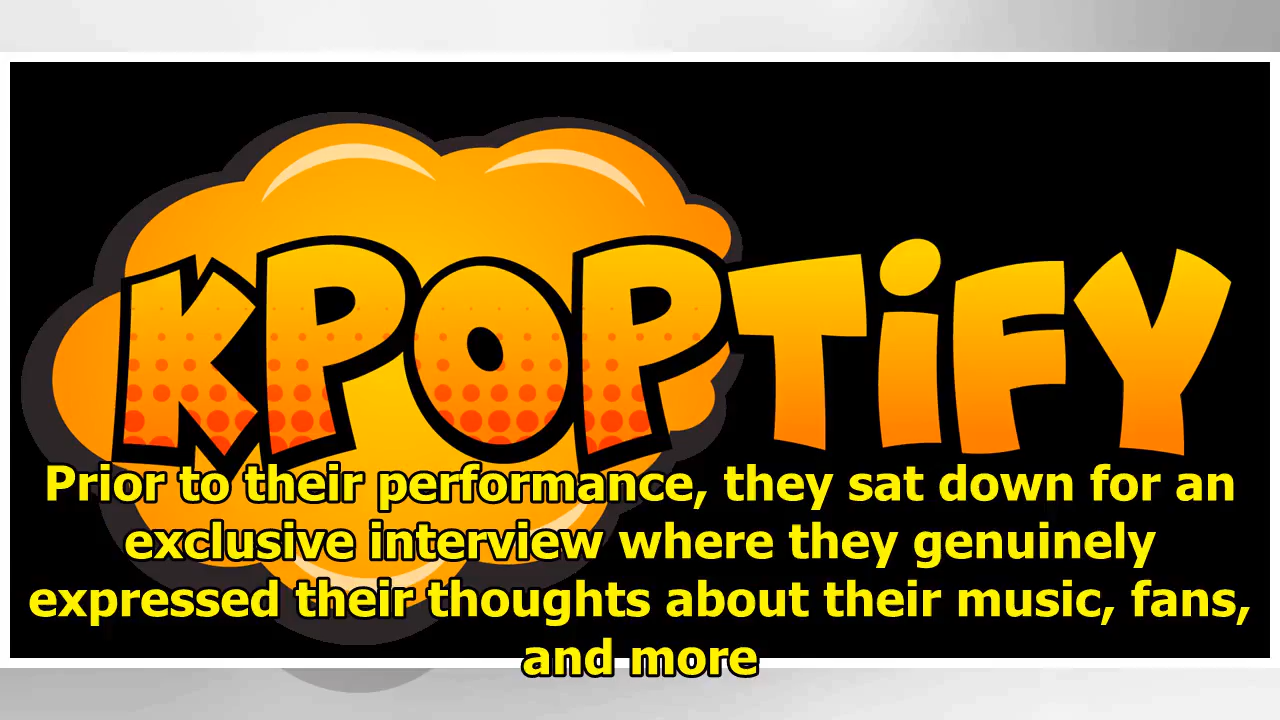 KPOPTiFY
Prior to their performance, they sat down for an
exclusive interview where they genuinely
expressed their thoughts about their music, fans,
and more